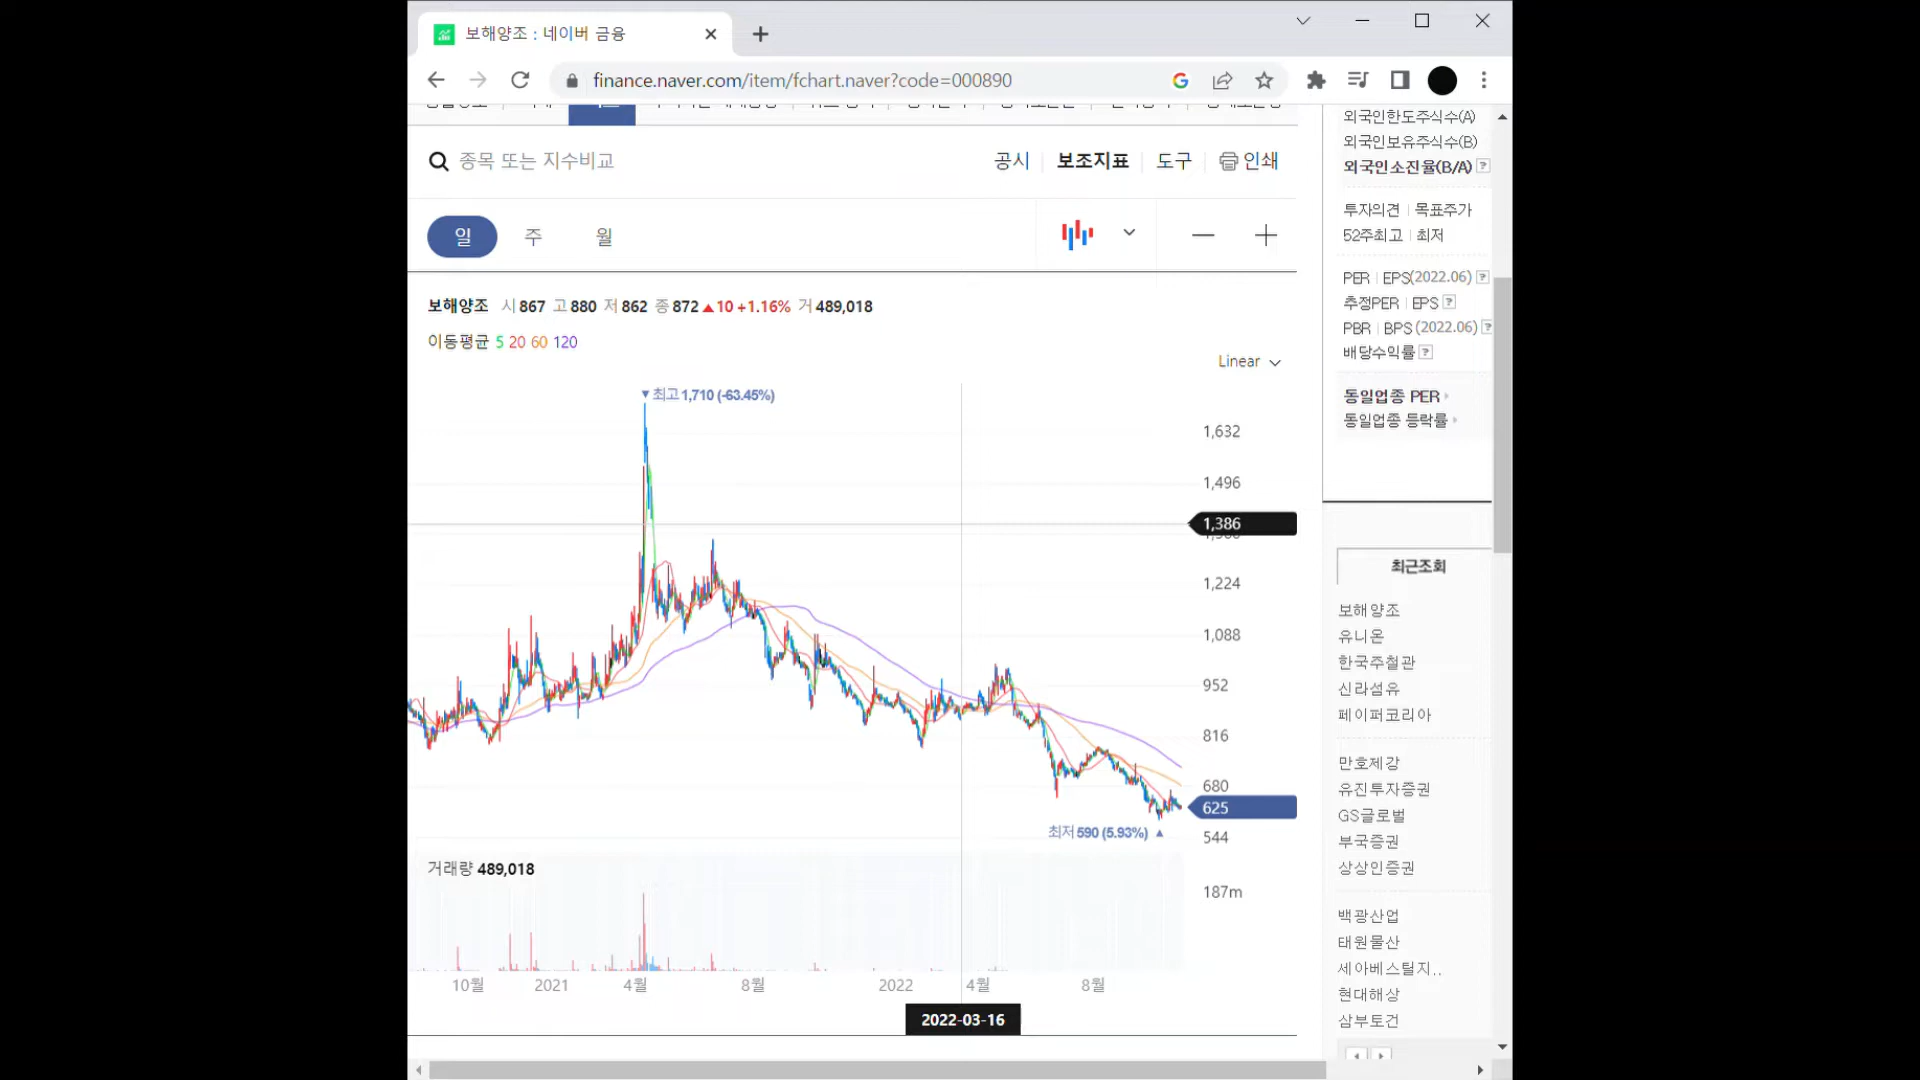 보해양조 : 네이버 금융
finance.naver.com/item/fchart.naver?code=000890
종목 또는 지수비교
공시 보조지표 도구 인쇄
일 주 월
보해양조 시 867 고 880 저 862 종 872 ▲10 +1.16% 거 489,018
이동평균 5 20 60 120
Linear
▼최고 1,710 (-63.45%)
1,632
1,496
1,386
1,224
1,088
952
816
680
625
최저 590 (5.93%) ▲
544
거래량 489,018
187m
10월 2021 4월 8월 2022 4월 8월
2022-03-16
외국인한도주식수(A)
외국인보유주식수(B)
외국인소진율(B/A) ?
투자의견 | 목표주가
52주최고 | 최저
PER | EPS(2022.06) ?
추정PER | EPS ?
PBR | BPS (2022.06) ?
배당수익률 ?
동일업종 PER
동일업종 등락률
최근조회
보해양조
유니온
한국주철관
신라섬유
페이퍼코리아
만호제강
유진투자증권
GS글로벌
부국증권
상상인증권
백광산업
태원물산
세아베스틸지..
현대해상
삼부토건